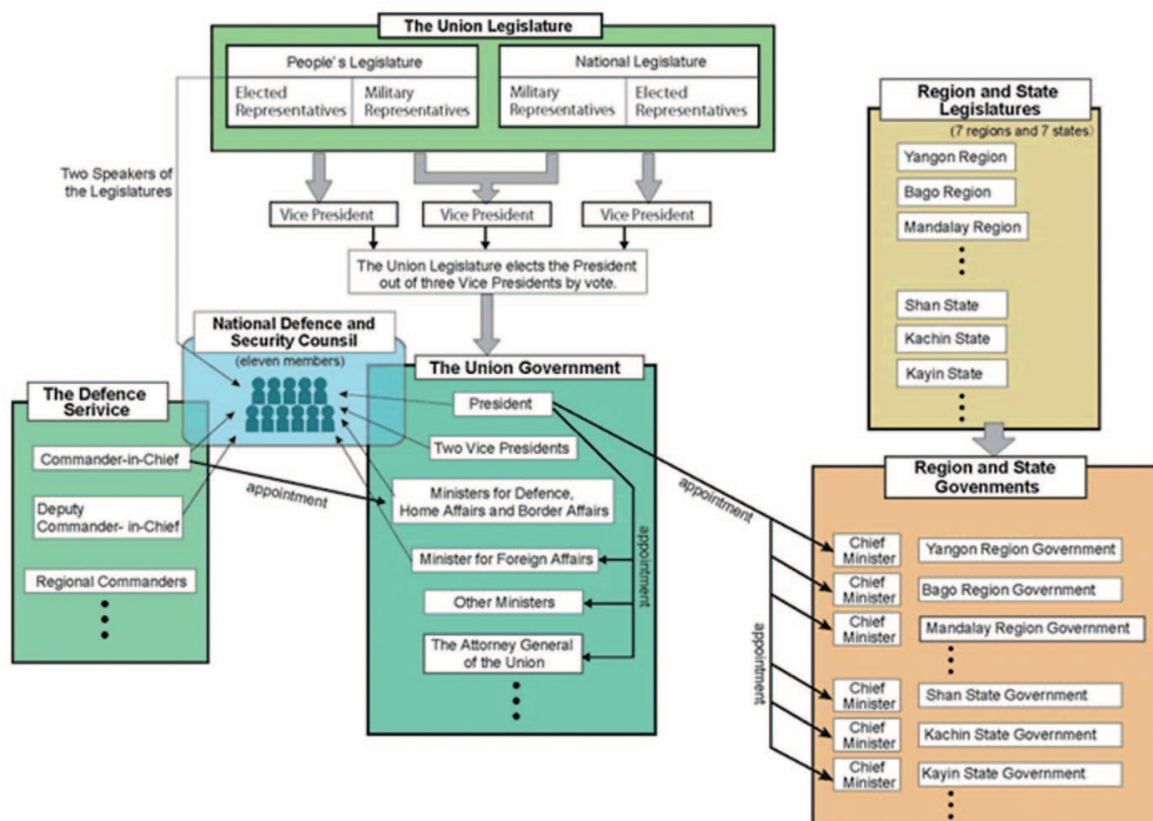 The Union Legislature
People's Legislature
Elected
Representatives
Military
Representatives
National Legislature
Military
Representatives
Elected
Representatives
Two Speakers of
the Legislatures
Vice President
Vice President
Vice President
The Union Legislature elects the President
out of three Vice Presidents by vote.
National Defence and
Security Counsil
(eleven members)
The Defence
Serivice
Commander-in-Chief
Deputy
Commander- in-Chief
Regional Commanders
appointment
The Union Government
President
Two Vice Presidents
Ministers for Defence,
Home Affairs and Border Affairs
Minister for Foreign Affairs
Other Ministers
The Attorney General
of the Union
appointment
appointment
appointment
Region and State
Legislatures
(7 regions and 7 states)
Yangon Region
Bago Region
Mandalay Region
Shan State
Kachin State
Kayin State
Region and State
Govenments
Chief
Minister
Yangon Region Government
Chief
Minister
Bago Region Government
Chief
Minister
Mandalay Region Government
Chief
Minister
Shan State Government
Chief
Minister
Kachin State Government
Chief
Minister
Kayin State Government